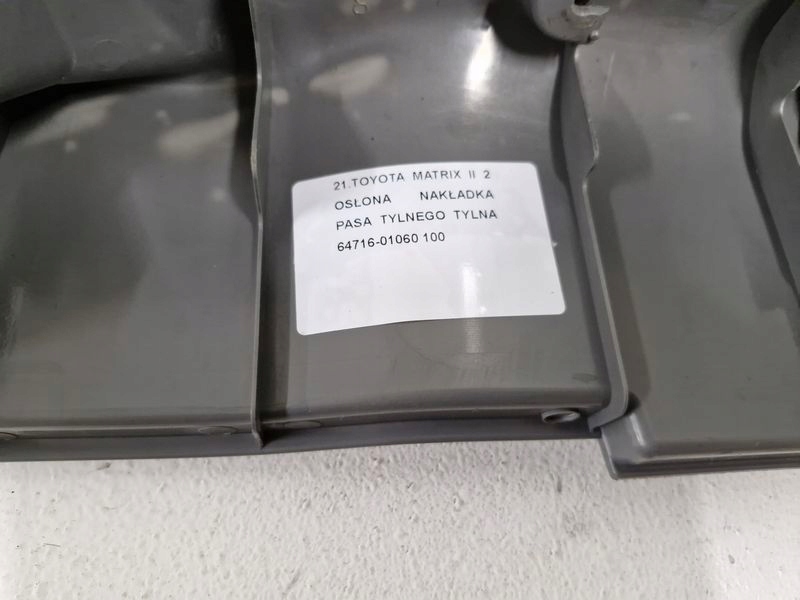 21.TOYOTA MATRIX II 2
OSŁONA NAKŁADKA
PASA TYLNEGO TYLNA
64716-01060 100